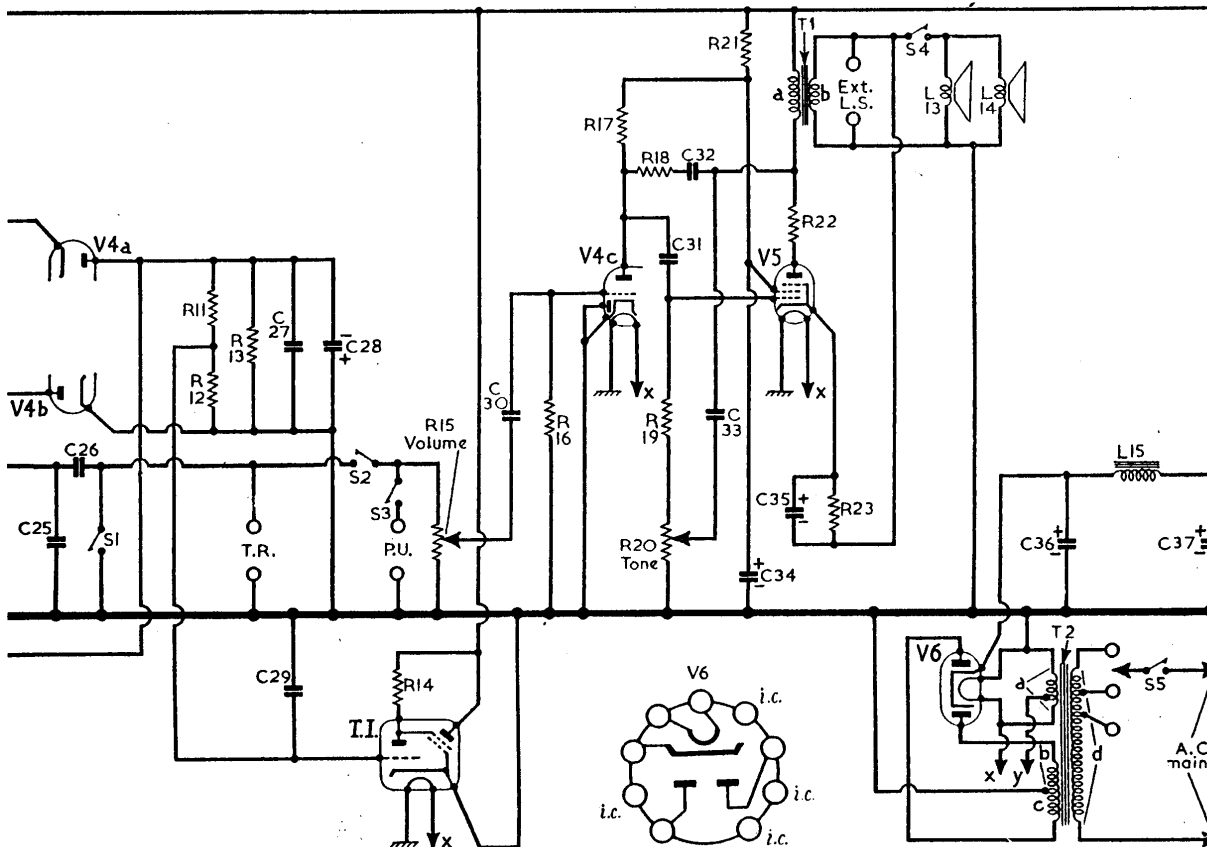 R21
T1
S4
a
b
Ext.
L.S.
L
13
L
14
R17
R18
C32
R22
V4a
C31
V4c
V5
R11
C
27
R
13
-
C28
+
R
12
V4b
x
x
C
30
R
16
R
19
C
33
R15
Volume
C26
S2
S3
L15
C25
S1
T.R.
P.U.
C35
+
-
R23
R20
Tone
+
C34
-
C36
+
-
C37
+
-
C29
R14
T.I.
x
V6
i.c.
i.c.
i.c.
i.c.
i.c.
V6
T2
a
b
c
d
x
y
S5
A.C
main